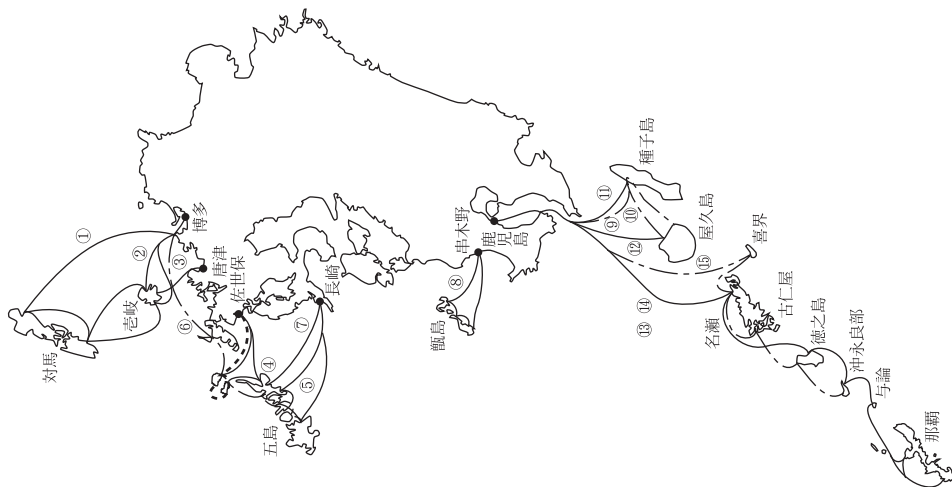 ①
②
③
⑥
対馬
壱岐
博多
唐津
佐世保
④
⑦
⑤
長崎
五島
串木野
鹿児島
⑧
甑島
⑪
⑨
⑩
⑫
種子島
屋久島
⑬ ⑭
⑮
喜界
名瀬
古仁屋
徳之島
沖永良部
与論
那覇